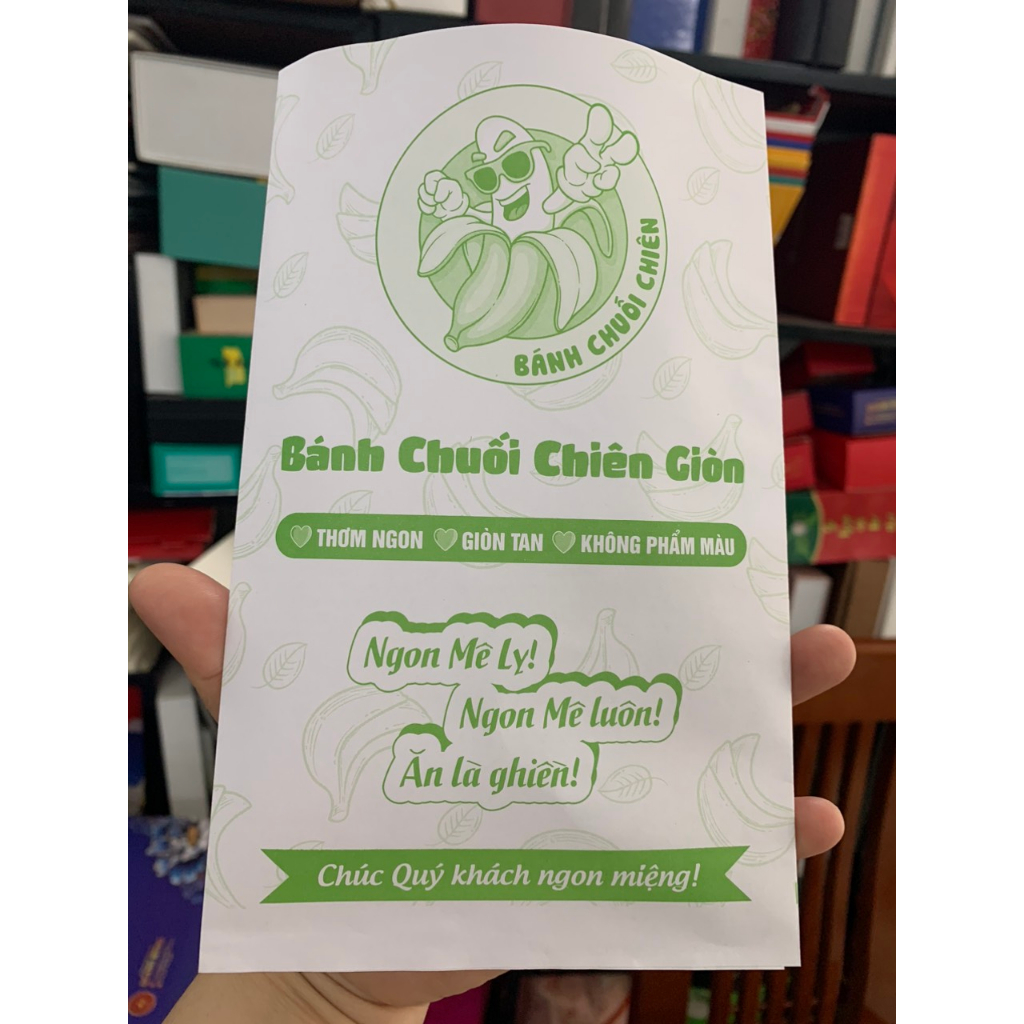 BÁNH CHUỐI CHIÊN
Bánh Chuối Chiên Giòn
THƠM NGON GIÒN TAN KHÔNG PHẨM MÀU
Ngon Mê Ly!
Ngon Mê luôn!
Ăn là ghiền!
Chúc Quý khách ngon miệng!